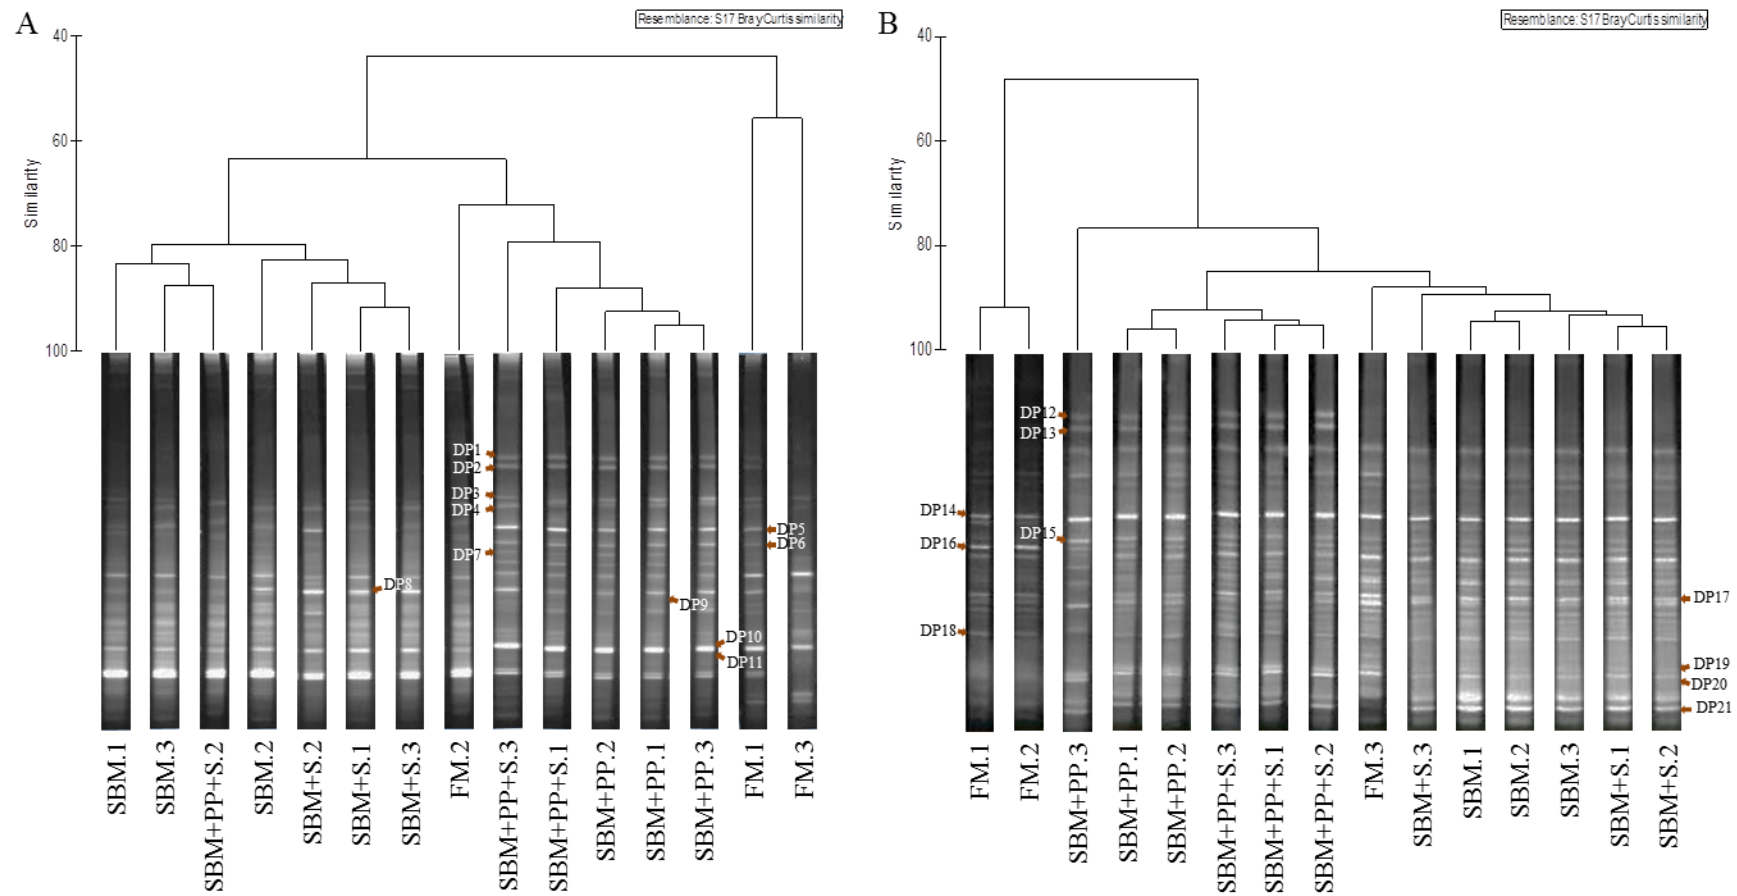 A
Resemblance: S17 BrayCurtis similarity
40
60
80
100
Similarity
DP1
DP2
DP3
DP4
DP5
DP6
DP7
DP8
DP9
DP10
DP11
SBM.1
SBM.3
SBM+PP+S.2
SBM.2
SBM+S.2
SBM+S.1
SBM+S.3
FM.2
SBM+PP+S.3
SBM+PP+S.1
SBM+PP.2
SBM+PP.1
SBM+PP.3
FM.1
FM.3
B
Resemblance: S17 BrayCurtis similarity
40
60
80
100
Similarity
DP12
DP13
DP14
DP15
DP16
DP17
DP18
DP19
DP20
DP21
FM.1
FM.2
SBM+PP.3
SBM+PP.1
SBM+PP.2
SBM+PP+S.3
SBM+PP+S.1
SBM+PP+S.2
FM.3
SBM+S.3
SBM.1
SBM.2
SBM.3
SBM+S.1
SBM+S.2